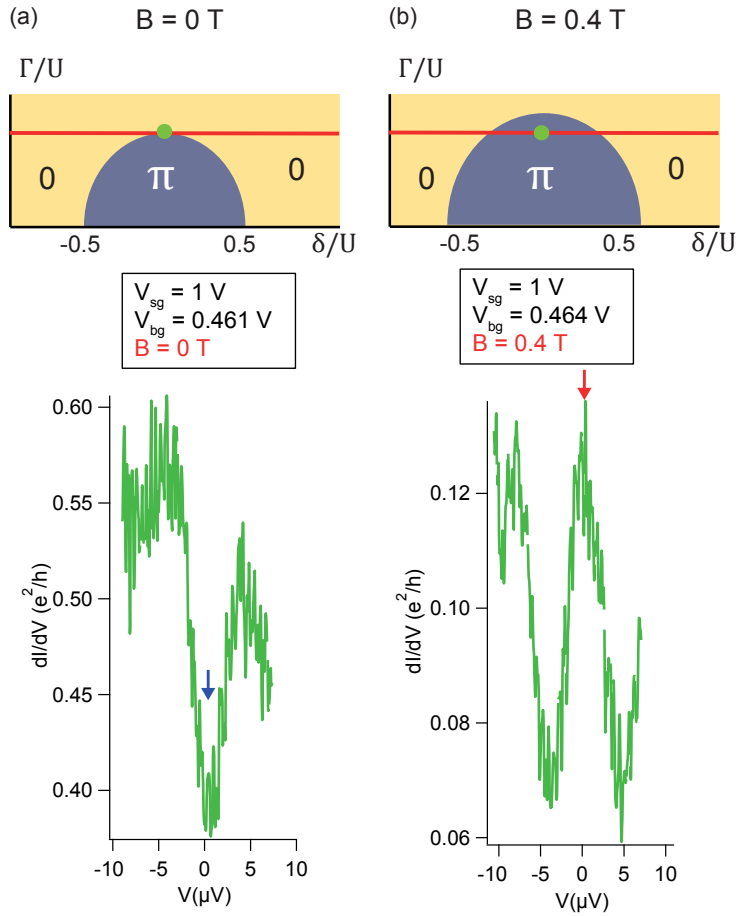 (a) B = 0 T
Γ/U
0 π 0
-0.5 0.5 δ/U
V_sg = 1 V
V_bg = 0.461 V
B = 0 T
0.60
0.55
0.50
0.45
0.40
dI/dV (e²/h)
-10 -5 0 5 10
V(µV)
(b) B = 0.4 T
Γ/U
0 π 0
-0.5 0.5 δ/U
V_sg = 1 V
V_bg = 0.464 V
B = 0.4 T
0.12
0.10
0.08
0.06
dI/dV (e²/h)
-10 -5 0 5 10
V(µV)